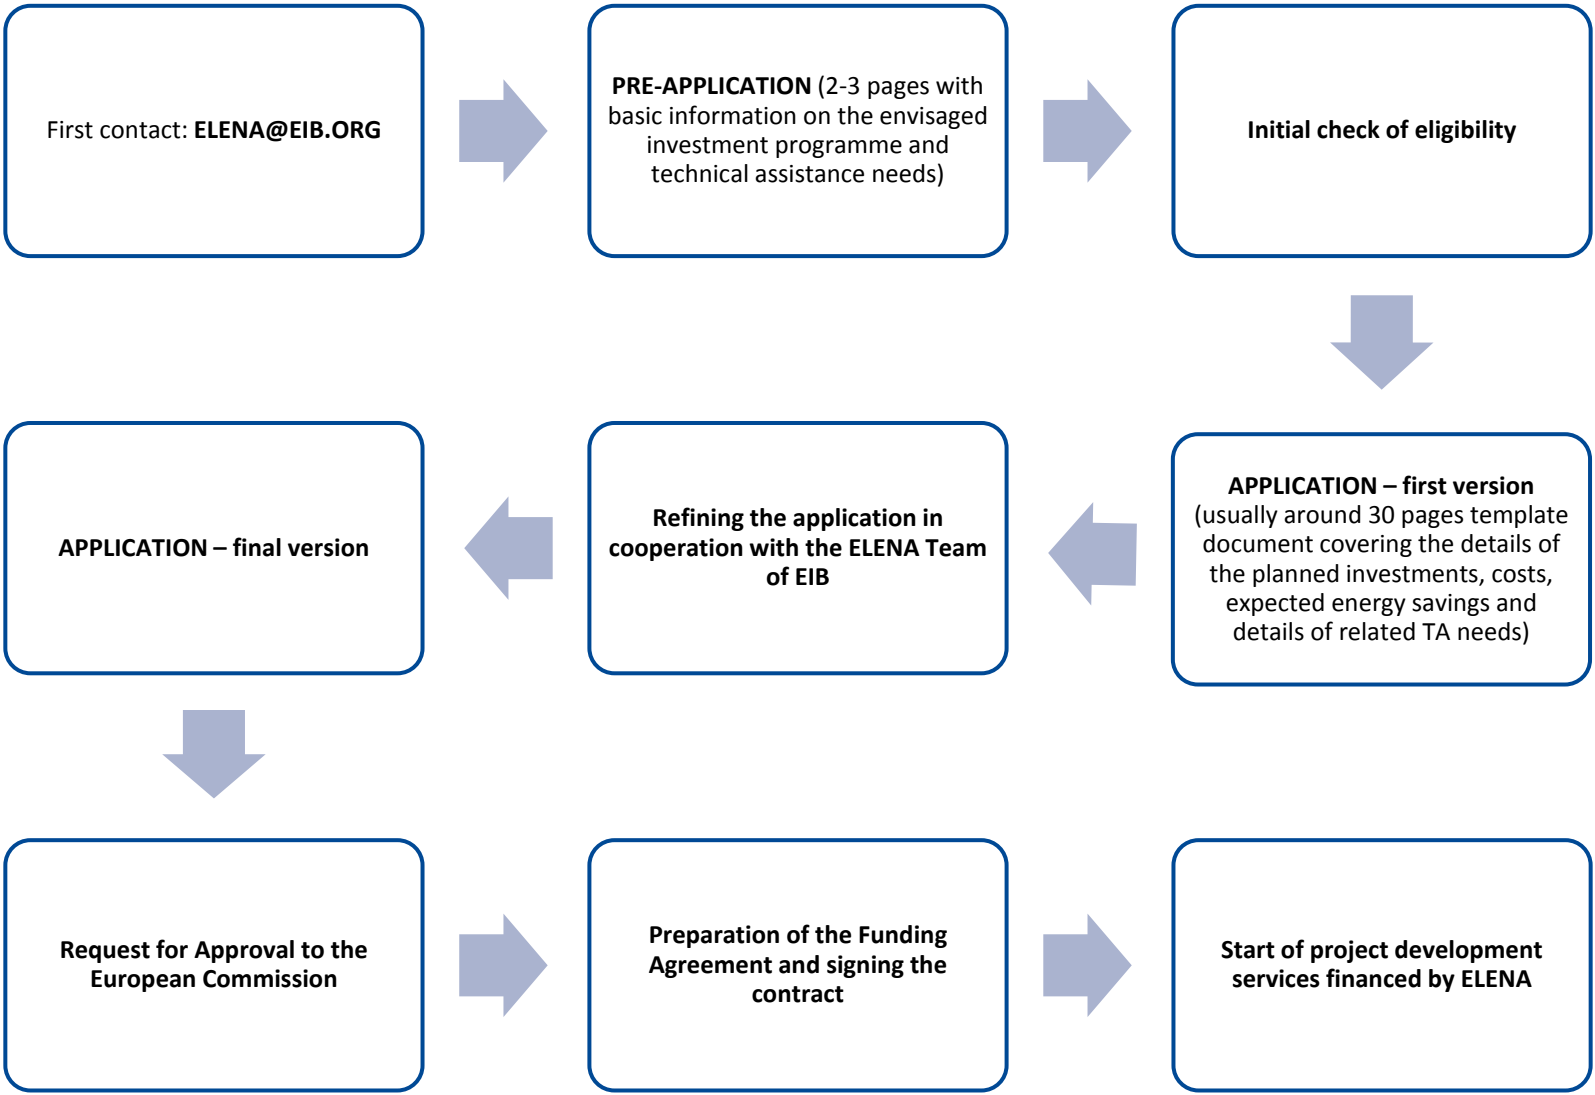 First contact: ELENA@EIB.ORG
PRE-APPLICATION (2-3 pages with
basic information on the envisaged
investment programme and
technical assistance needs)
Initial check of eligibility
APPLICATION – first version
(usually around 30 pages template
document covering the details of
the planned investments, costs,
expected energy savings and
details of related TA needs)
Refining the application in
cooperation with the ELENA Team
of EIB
APPLICATION – final version
Request for Approval to the
European Commission
Preparation of the Funding
Agreement and signing the
contract
Start of project development
services financed by ELENA